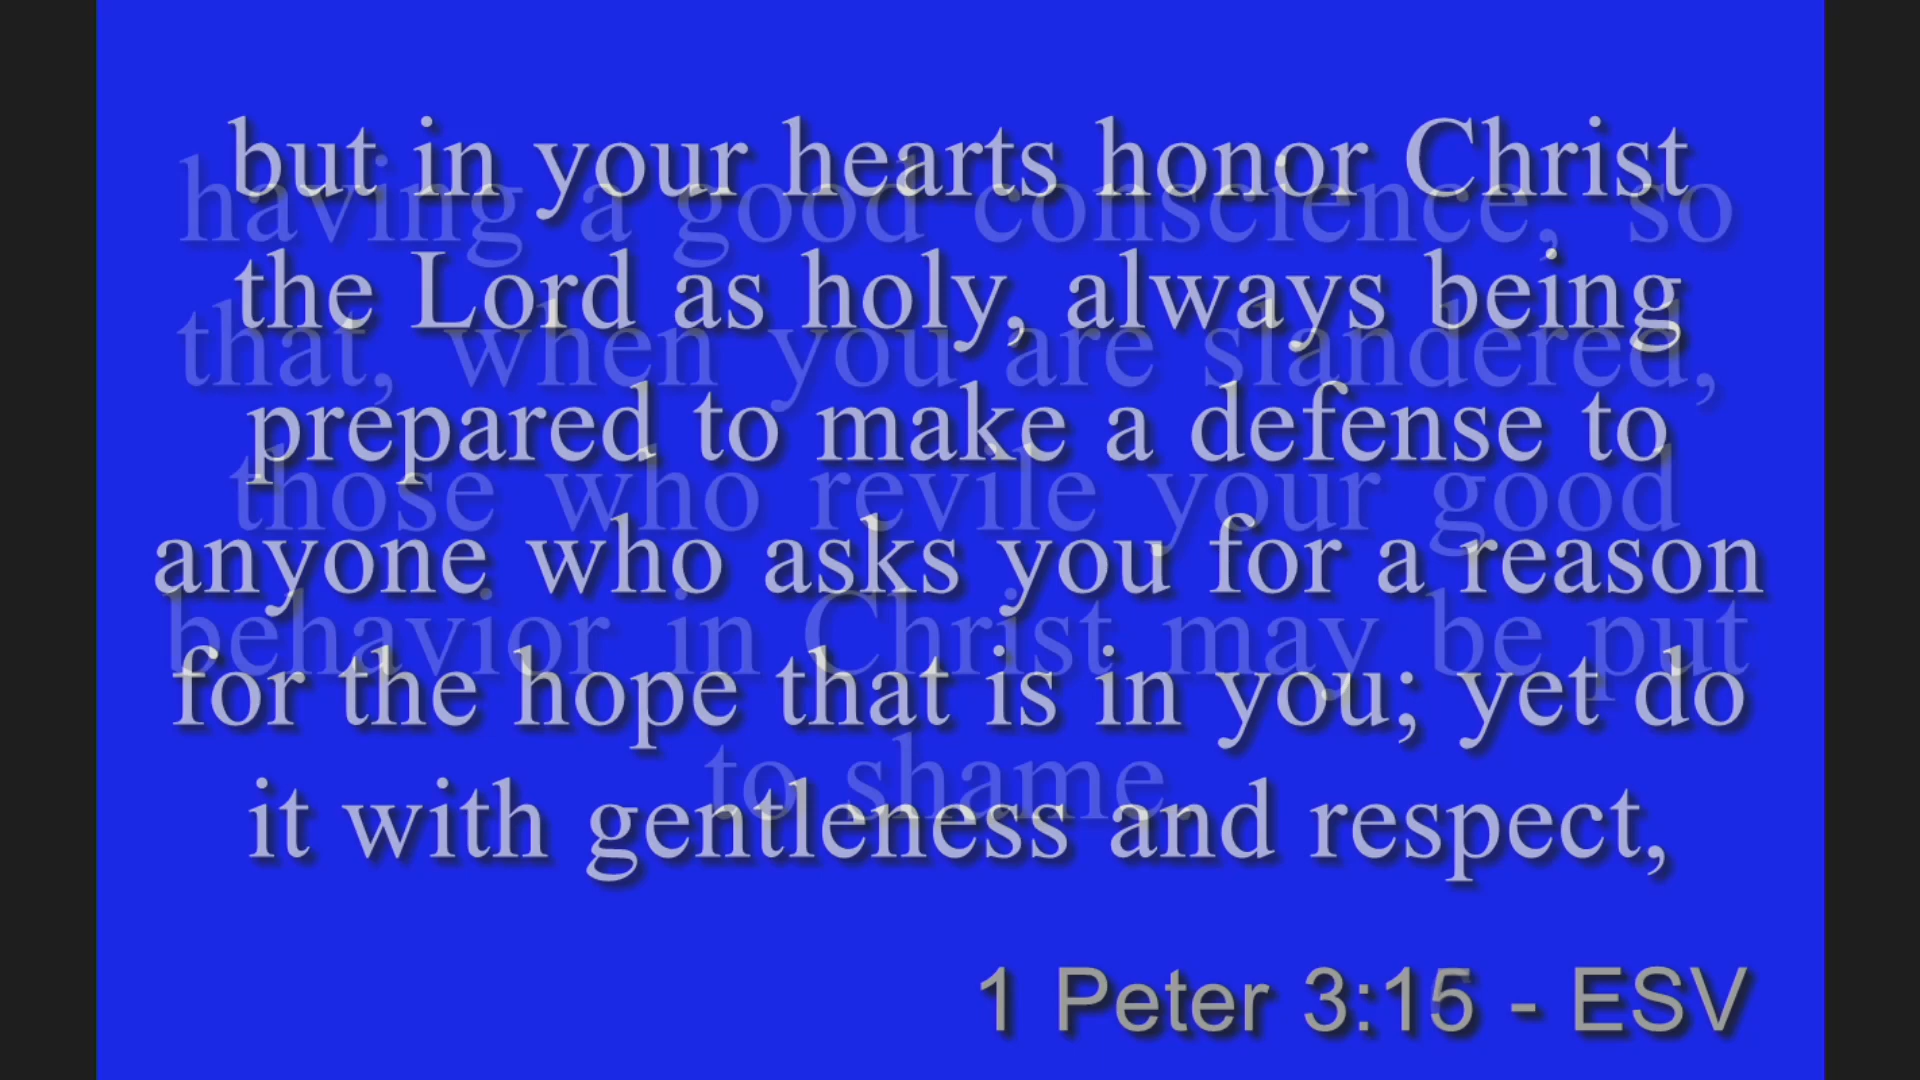 but in your hearts honor Christ
the Lord as holy, always being
prepared to make a defense to
anyone who asks you for a reason
for the hope that is in you; yet do
it with gentleness and respect,
having a good conscience, so
that, when you are slandered,
those who revile your good
behavior in Christ may be put
to shame
1 Peter 3:15 - ESV